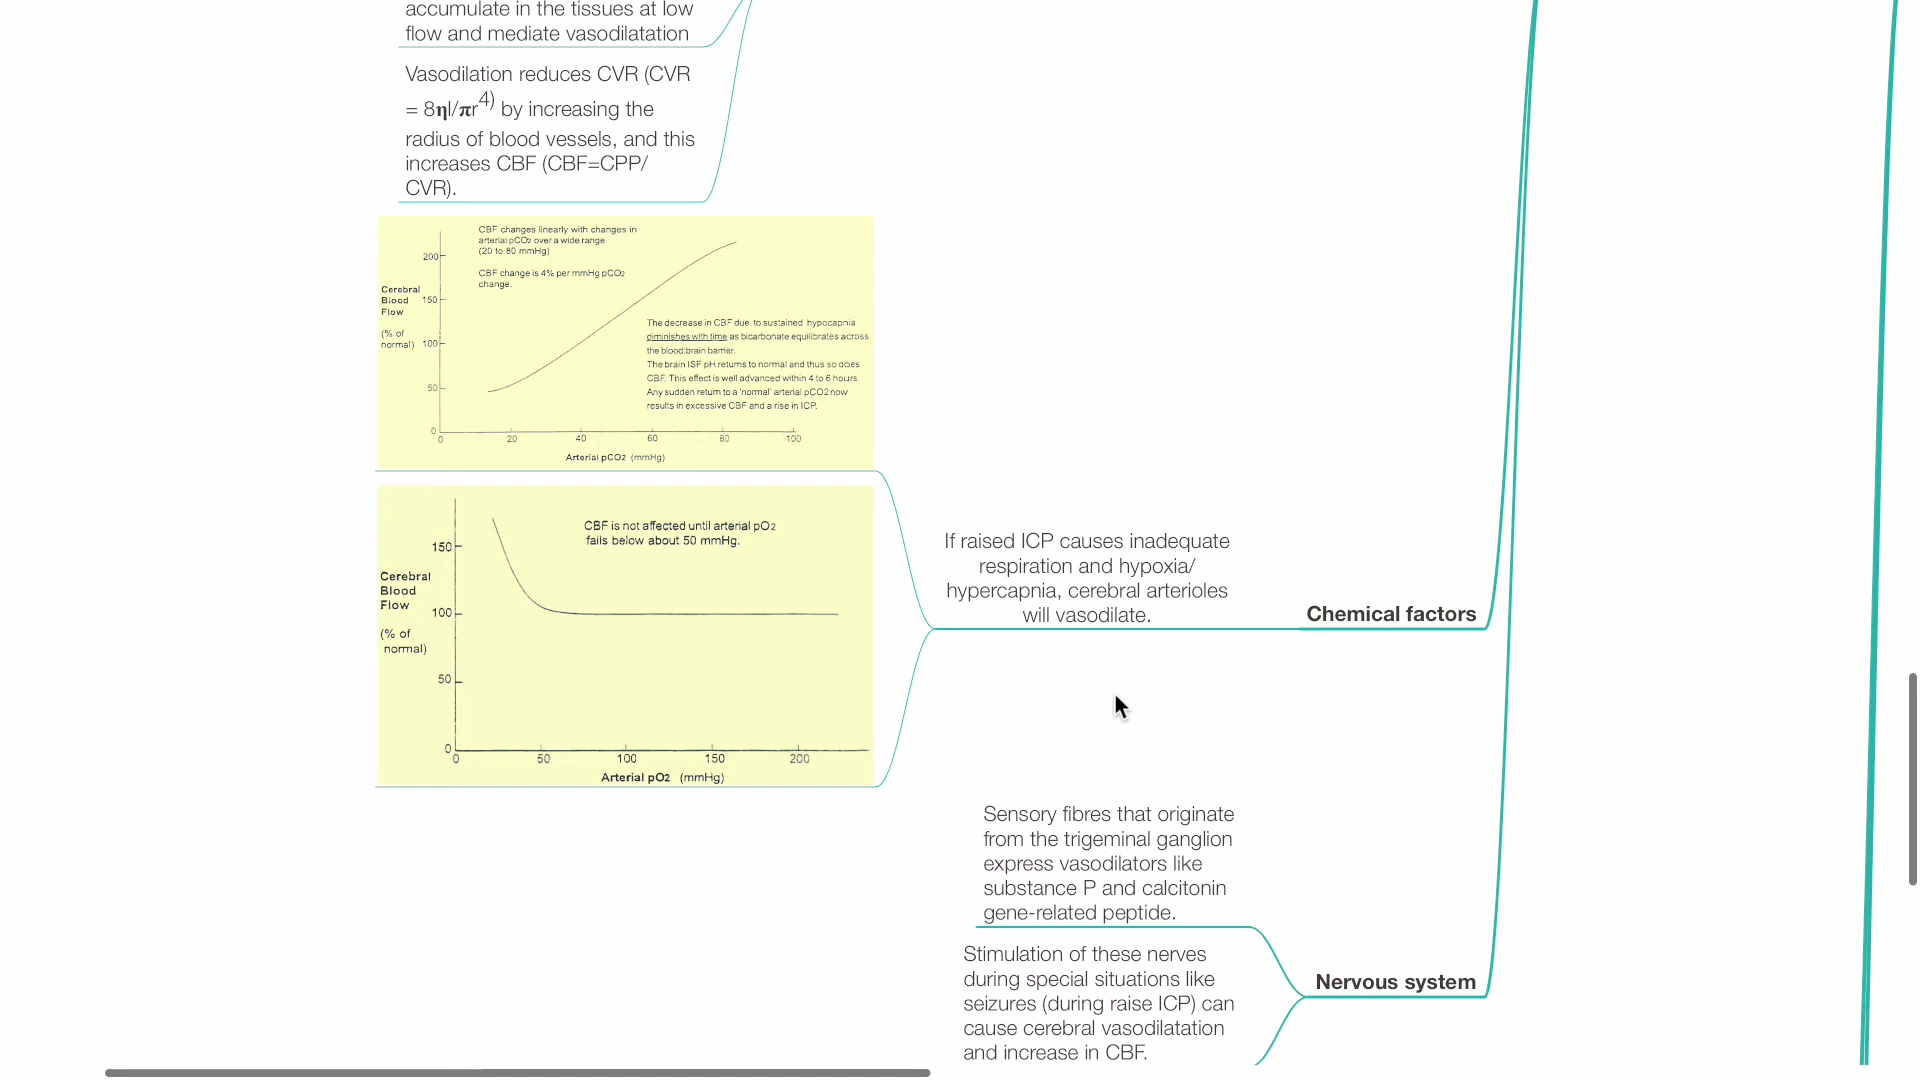 accumulate in the tissues at low
flow and mediate vasodilatation
Vasodilation reduces CVR (CVR
= 8ηl/πr4) by increasing the
radius of blood vessels, and this
increases CBF (CBF=CPP/
CVR).
CBF changes linearly with changes in
arterial pCO2 over a wide range
(20 to 80 mmHg)
CBF change is 4% per mmHg pCO2
change.
Cerebral
Blood
Flow
(% of
normal)
200
150
100
50
0
The decrease in CBF due to sustained hypocapnia
diminishes with time as bicarbonate equilibrates across
the blood:brain barrier.
The brain ISF pH returns to normal and thus so does
CBF. This effect is well advanced within 4 to 6 hours.
Any sudden return to a 'normal' arterial pCO2 now
results in excessive CBF and a rise in ICP.
0 20 40 60 80 100
Arterial pCO2 (mmHg)
CBF is not affected until arterial pO2
falls below about 50 mmHg.
Cerebral
Blood
Flow
(% of
normal)
150
100
50
0
0 50 100 150 200
Arterial pO2 (mmHg)
If raised ICP causes inadequate
respiration and hypoxia/
hypercapnia, cerebral arterioles
will vasodilate.
Chemical factors
Sensory fibres that originate
from the trigeminal ganglion
express vasodilators like
substance P and calcitonin
gene-related peptide.
Stimulation of these nerves
during special situations like
seizures (during raise ICP) can
cause cerebral vasodilatation
and increase in CBF.
Nervous system